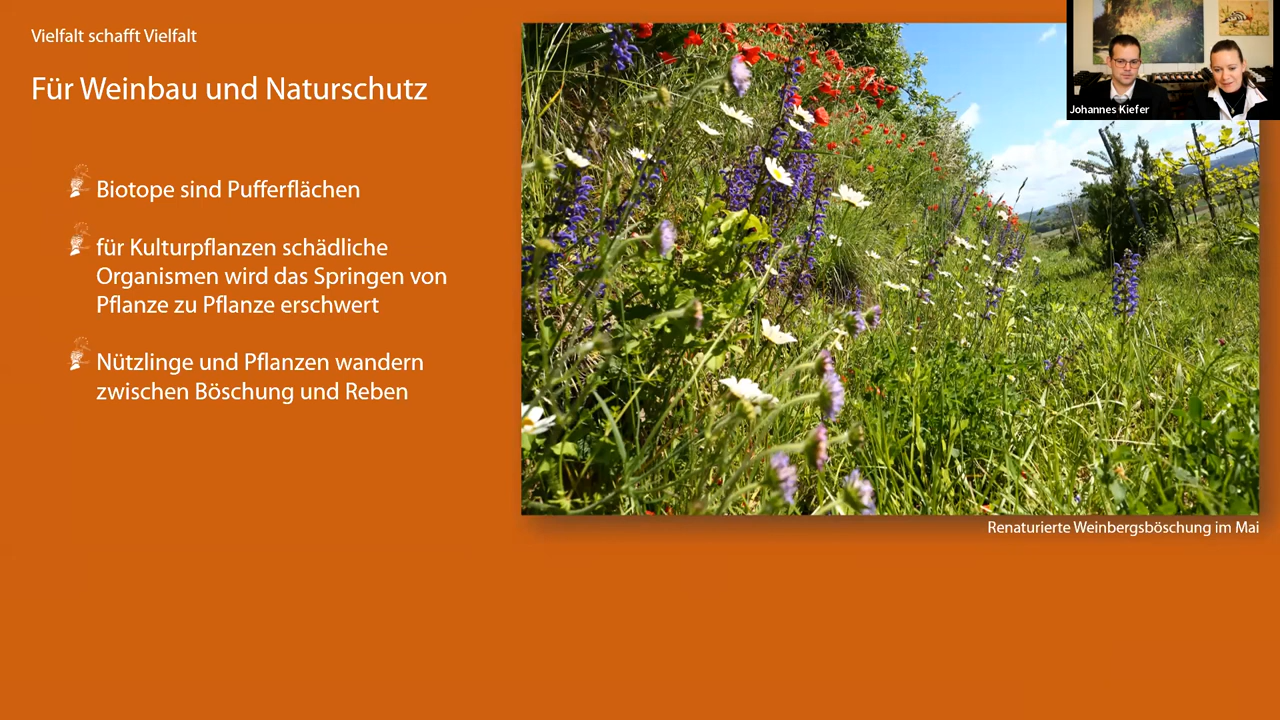 Vielfalt schafft Vielfalt
Für Weinbau und Naturschutz
Biotope sind Pufferflächen
für Kulturpflanzen schädliche
Organismen wird das Springen von
Pflanze zu Pflanze erschwert
Nützlinge und Pflanzen wandern
zwischen Böschung und Reben
Johannes Kiefer
Renaturierte Weinbergsböschung im Mai